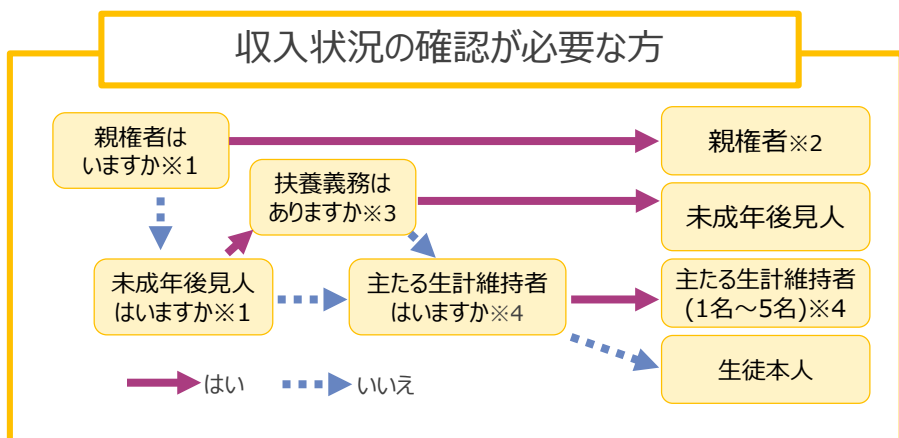 収入状況の確認が必要な方
親権者は
いますか※1
親権者※2
扶養義務は
ありますか※3
未成年後見人
未成年後見人
はいますか※1
主たる生計維持者
はいますか※4
主たる生計維持者
(1名～5名)※4
生徒本人
はい
いいえ